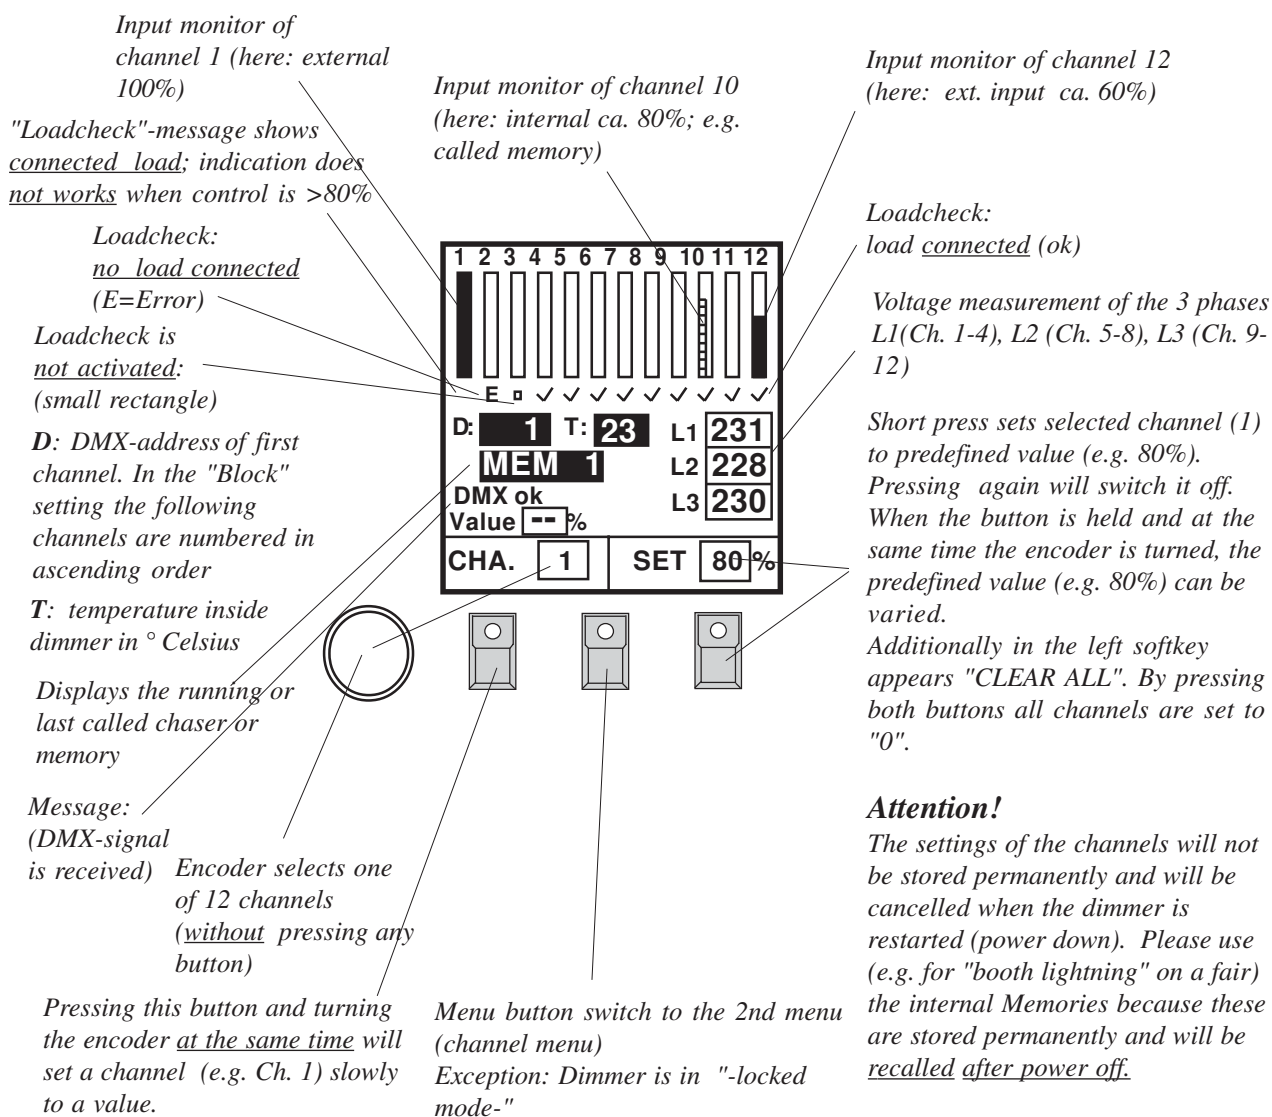 Input monitor of
channel 1 (here: external
100%)
"Loadcheck"-message shows
connected load; indication does
not works when control is >80%
Loadcheck:
no load connected
(E=Error)
Loadcheck is
not activated:
(small rectangle)
D: DMX-address of first
channel. In the "Block"
setting the following
channels are numbered in
ascending order
T: temperature inside
dimmer in ° Celsius
Displays the running or
last called chaser or
memory
Message:
(DMX-signal
is received)
Encoder selects one
of 12 channels
(without pressing any
button)
Pressing this button and turning
the encoder at the same time will
set a channel (e.g. Ch. 1) slowly
to a value.
Input monitor of channel 10
(here: internal ca. 80%; e.g.
called memory)
1 2 3 4 5 6 7 8 9 10 11 12
E
D: 1 T: 23 L1 231
MEM 1 L2 228
DMX ok L3 230
Value -- %
CHA. 1 SET 80 %
Menu button switch to the 2nd menu
(channel menu)
Exception: Dimmer is in "-locked
mode-"
Input monitor of channel 12
(here: ext. input ca. 60%)
Loadcheck:
load connected (ok)
Voltage measurement of the 3 phases
L1(Ch. 1-4), L2 (Ch. 5-8), L3 (Ch. 9-
12)
Short press sets selected channel (1)
to predefined value (e.g. 80%).
Pressing again will switch it off.
When the button is held and at the
same time the encoder is turned, the
predefined value (e.g. 80%) can be
varied.
Additionally in the left softkey
appears "CLEAR ALL". By pressing
both buttons all channels are set to
"0".
Attention!
The settings of the channels will not
be stored permanently and will be
cancelled when the dimmer is
restarted (power down). Please use
(e.g. for "booth lightning" on a fair)
the internal Memories because these
are stored permanently and will be
recalled after power off.